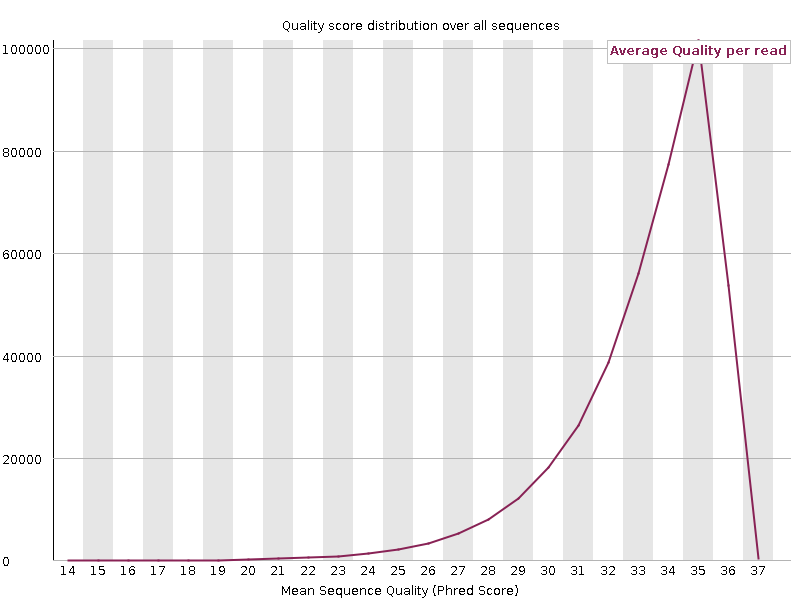 Quality score distribution over all sequences
Average Quality per read
100000
80000
60000
40000
20000
0
14 15 16 17 18 19 20 21 22 23 24 25 26 27 28 29 30 31 32 33 34 35 36 37
Mean Sequence Quality (Phred Score)